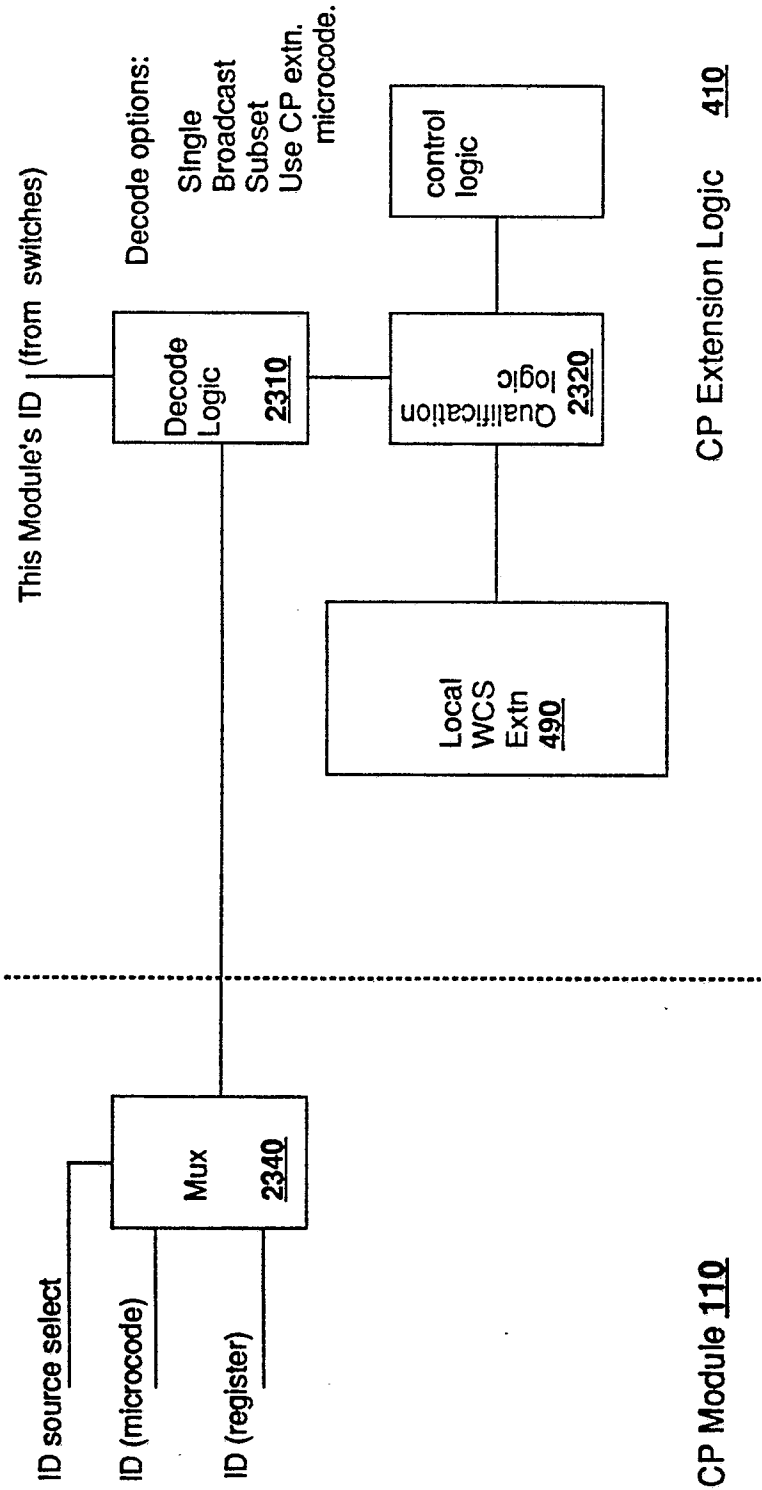 This Module's ID (from switches)
Decode options:
SIngle
Broadcast
Subset
Use CP extn.
microcode.
Decode
Logic
2310
Qualification
logic
2320
control
logic
Local
WCS
Extn
490
CP Extension Logic 410
ID source select
ID (microcode)
ID (register)
Mux
2340
CP Module 110